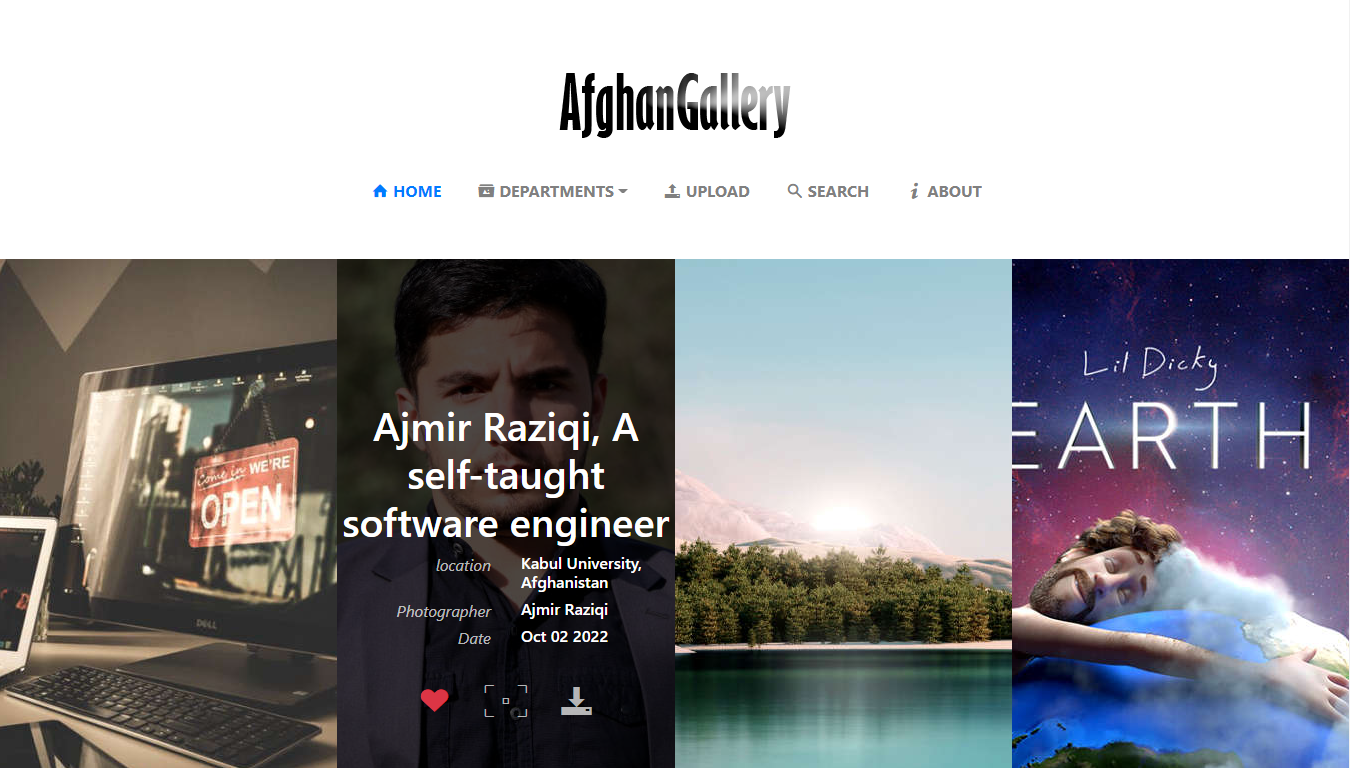 AfghanGallery
HOME DEPARTMENTS UPLOAD SEARCH ABOUT
Come in WE'RE
OPEN
DELL
Ajmir Raziqi, A
self-taught
software engineer
location Kabul University,
Afghanistan
Photographer Ajmir Raziqi
Date Oct 02 2022
Lil Dicky
EARTH